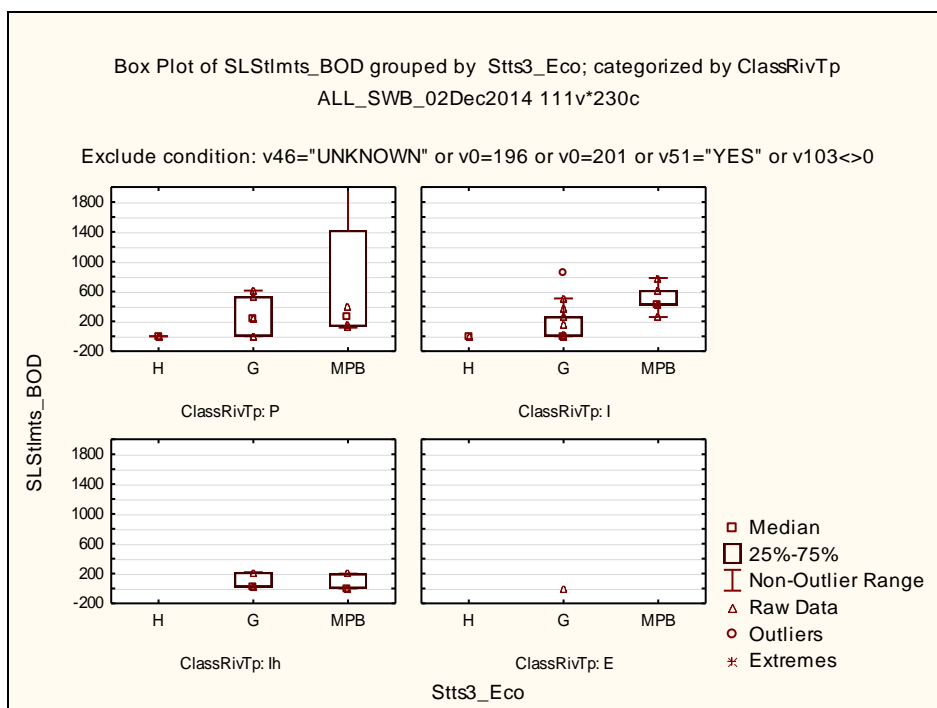 Box Plot of SLStlmts_BOD grouped by Stts3_Eco; categorized by ClassRivTp
ALL_SWB_02Dec2014 111v*230c
Exclude condition: v46="UNKNOWN" or v0=196 or v0=201 or v51="YES" or v103<>0
SLStlmts_BOD
1800
1400
1000
600
200
-200
H G MPB
ClassRivTp: P
H G MPB
ClassRivTp: I
1800
1400
1000
600
200
-200
H G MPB
ClassRivTp: Ih
H G MPB
ClassRivTp: E
Stts3_Eco
Median
25%-75%
Non-Outlier Range
Raw Data
Outliers
Extremes